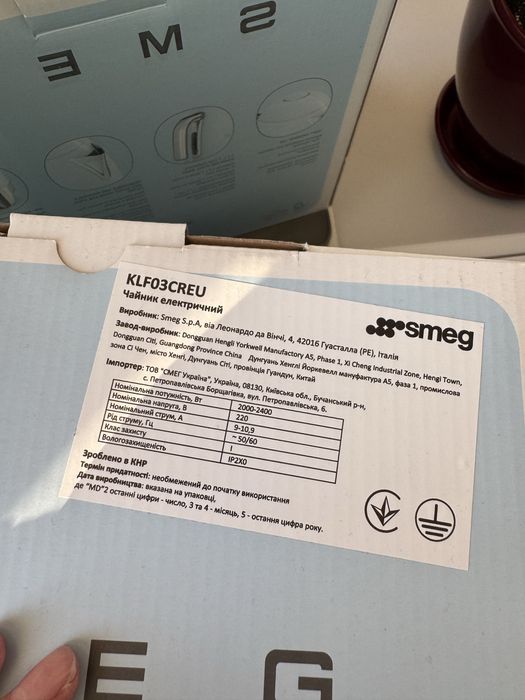 SME
KLF03CREU
Чайник електричний
smeg
Виробник: Smeg S.p.A, віа Леонардо да Вінчі, 4, 42016 Гуасталла (РЕ), Італія
Завод-виробник: Dongguan Hengli Yorkwell Manufactory A5, Phase 1, Xi Cheng Industrial Zone, Hengi Town,
Dongguan Citi, Guangdong Province China Дунгуань Хенглі Йорквелл мануфактура А5, фаза 1, промислова
зона Сі Чен, місто Хенгі, Дунгуань Сіті, провінція Гуандун, Китай
Імпортер: ТОВ "СМЕГ Україна", Україна, 08130, Київська обл., Бучанський р-н,
с. Петропавлівська Борщагівка, вул. Петропавлівська, 6.
Номінальна потужність, Вт 2000-2400
Номінальна напруга, В 220
Номінальний струм, А 9-10,9
Рід струму, Гц ~ 50/60
Клас захисту I
Вологозахищеність IP2X0
Зроблено в КНР
Термін придатності: необмежений до початку використання
Дата виробництва: вказана на упаковці,
де "MD"2 останні цифри - число, 3 та 4 - місяць, 5 - остання цифра року.
E G